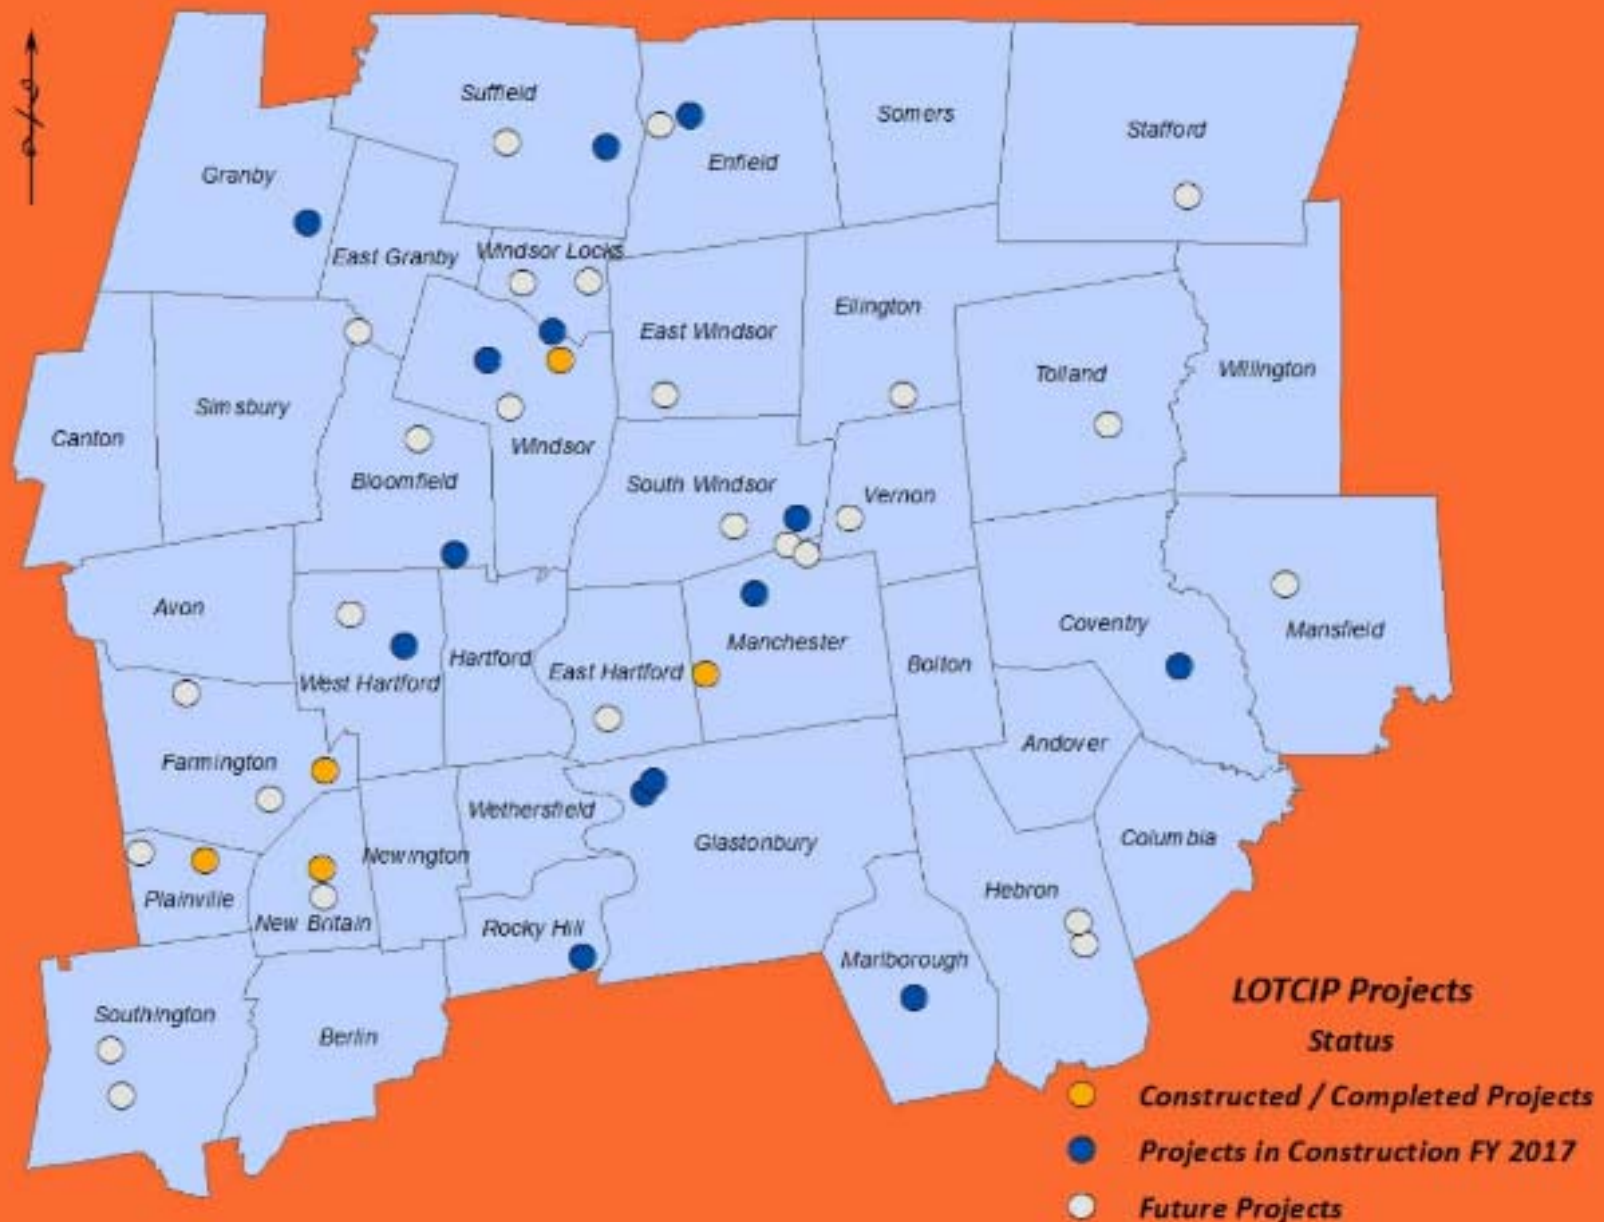 Suffield
Somers
Stafford
Enfield
Granby
Windsor Locks
East Granby
Ellington
East Windsor
Tolland
Willington
Simsbury
Canton
Windsor
Bloomfield
South Windsor
Vernon
Avon
Coventry
Mansfield
Manchester
Hartford
East Hartford
Bolton
West Hartford
Andover
Farmington
Wethersfield
Glastonbury
Columbia
Newington
Plainville
Hebron
New Britain
Rocky Hill
Marlborough
Southington
Berlin
LOTCIP Projects
Status
Constructed / Completed Projects
Projects in Construction FY 2017
Future Projects